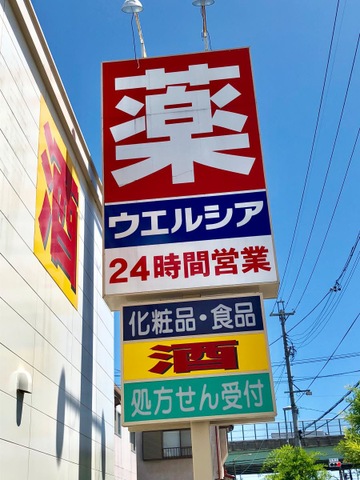 薬
ウエルシア
24時間営業
化粧品・食品
酒
処方せん受付
酒